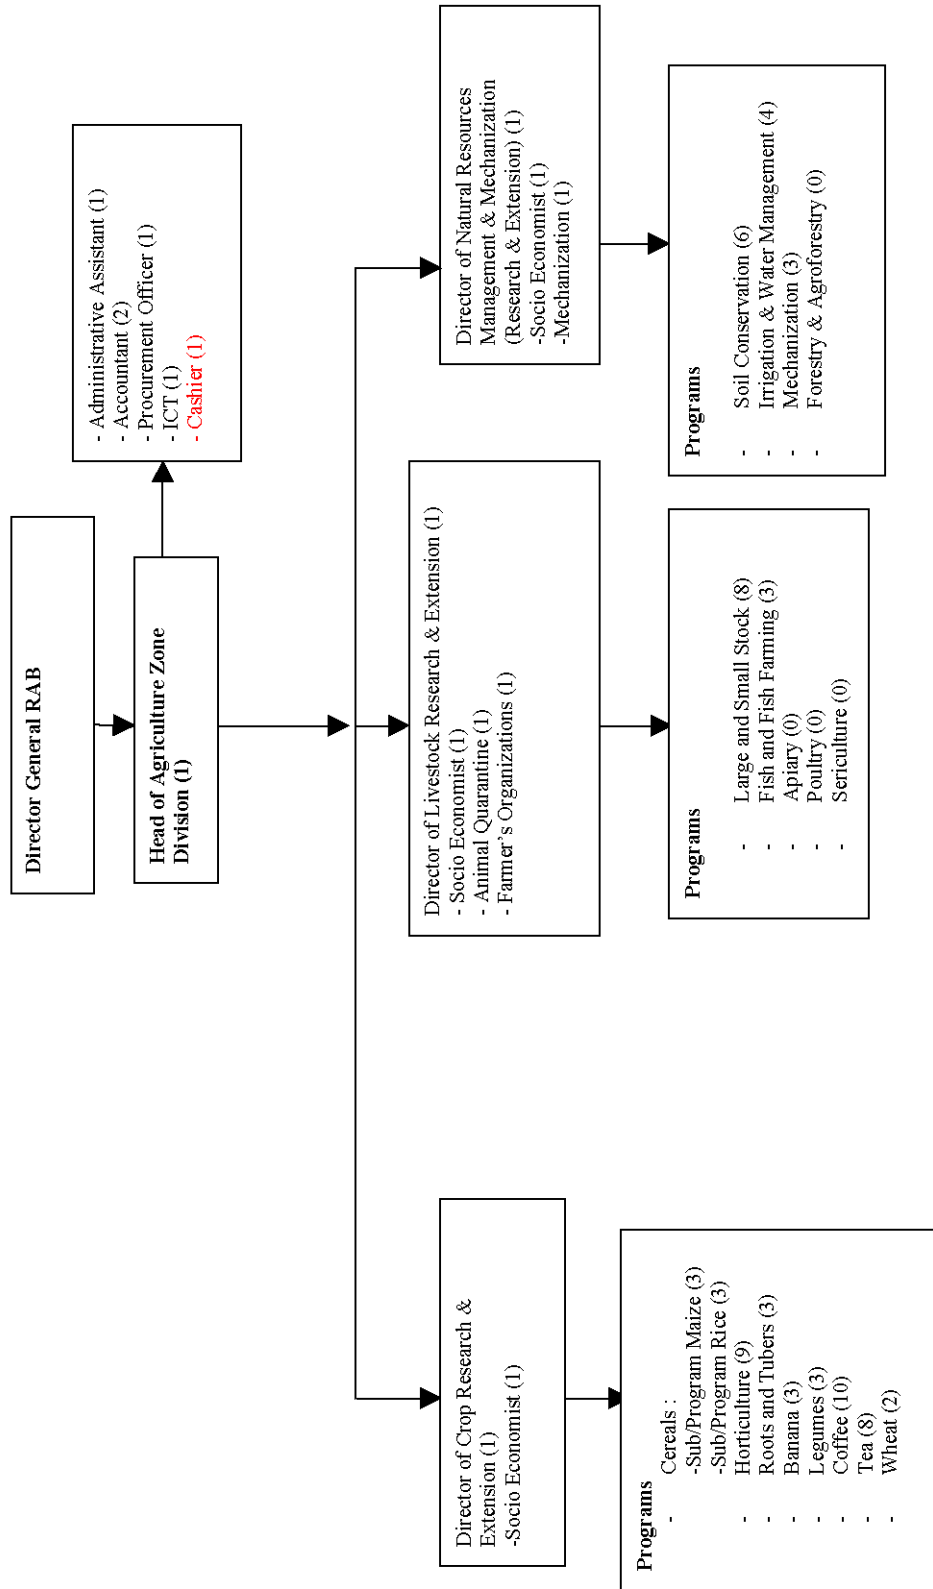 Director General RAB
Head of Agriculture Zone
Division (1)
- Administrative Assistant (1)
- Accountant (2)
- Procurement Officer (1)
- ICT (1)
- Cashier (1)
Director of Crop Research &
Extension (1)
-Socio Economist (1)
Director of Livestock Research & Extension (1)
- Socio Economist (1)
- Animal Quarantine (1)
- Farmer's Organizations (1)
Director of Natural Resources
Management & Mechanization
(Research & Extension) (1)
-Socio Economist (1)
-Mechanization (1)
Programs
- Cereals :
-Sub/Program Maize (3)
-Sub/Program Rice (3)
- Horticulture (9)
- Roots and Tubers (3)
- Banana (3)
- Legumes (3)
- Coffee (10)
- Tea (8)
- Wheat (2)
Programs
- Large and Small Stock (8)
- Fish and Fish Farming (3)
- Apiary (0)
- Poultry (0)
- Sericulture (0)
Programs
- Soil Conservation (6)
- Irrigation & Water Management (4)
- Mechanization (3)
- Forestry & Agroforestry (0)